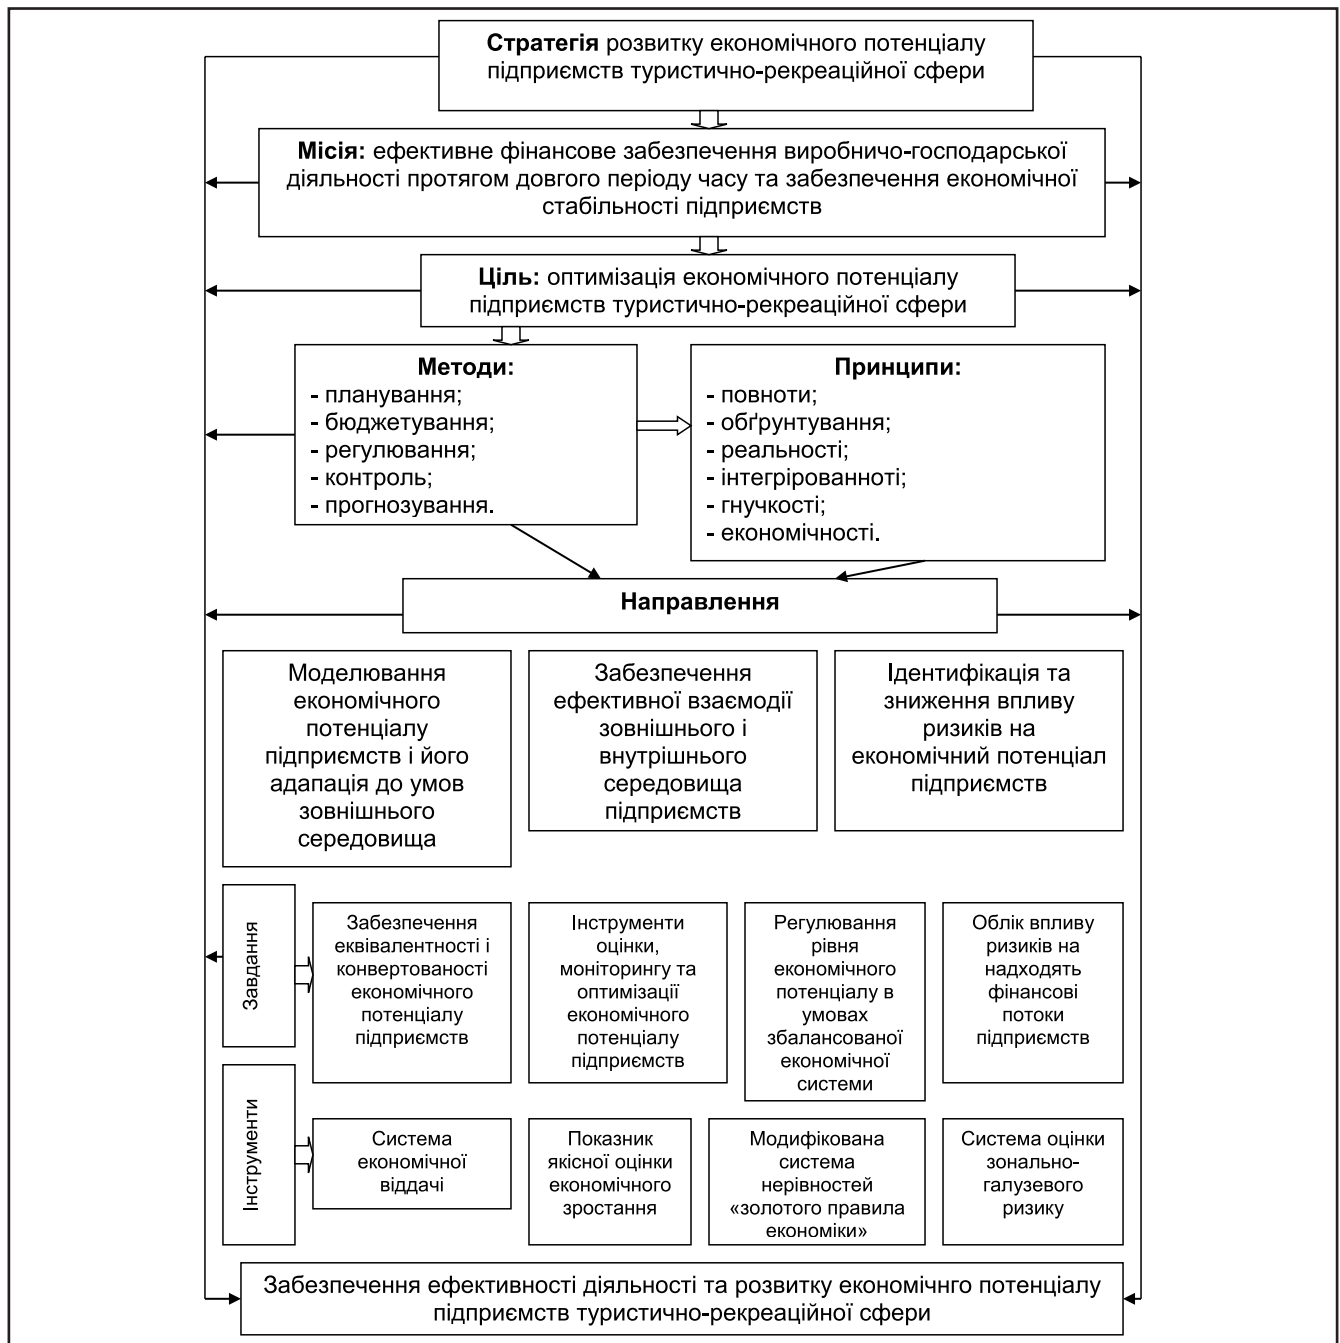 Стратегія розвитку економічного потенціалу
підприємств туристично-рекреаційної сфери
Місія: ефективне фінансове забезпечення виробничо-господарської
діяльності протягом довгого періоду часу та забезпечення економічної
стабільності підприємств
Ціль: оптимізація економічного потенціалу
підприємств туристично-рекреаційної сфери
Методи:
- планування;
- бюджетування;
- регулювання;
- контроль;
- прогнозування.
Принципи:
- повноти;
- обґрунтування;
- реальності;
- інтегрірованноті;
- гнучкості;
- економічності.
Направлення
Моделювання
економічного
потенціалу
підприємств і його
адапація до умов
зовнішнього
середовища
Забезпечення
ефективної взаємодії
зовнішнього і
внутрішнього
середовища
підприємств
Ідентифікація та
зниження впливу
ризиків на
економічний потенціал
підприємств
Завдання
Забезпечення
еквівалентності і
конвертованості
економічного
потенціалу
підприємств
Інструменти
оцінки,
моніторингу та
оптимізації
економічного
потенціалу
підприємств
Регулювання
рівня
економічного
потенціалу в
умовах
збалансованої
економічної
системи
Облік впливу
ризиків на
надходять
фінансові
потоки
підприємств
Інструменти
Система
економічної
віддачі
Показник
якісної оцінки
економічного
зростання
Модифікована
система
нерівностей
«золотого правила
економіки»
Система оцінки
зонально-
галузевого
ризику
Забезпечення ефективності діяльності та розвитку економічнго потенціалу
підприємств туристично-рекреаційної сфери